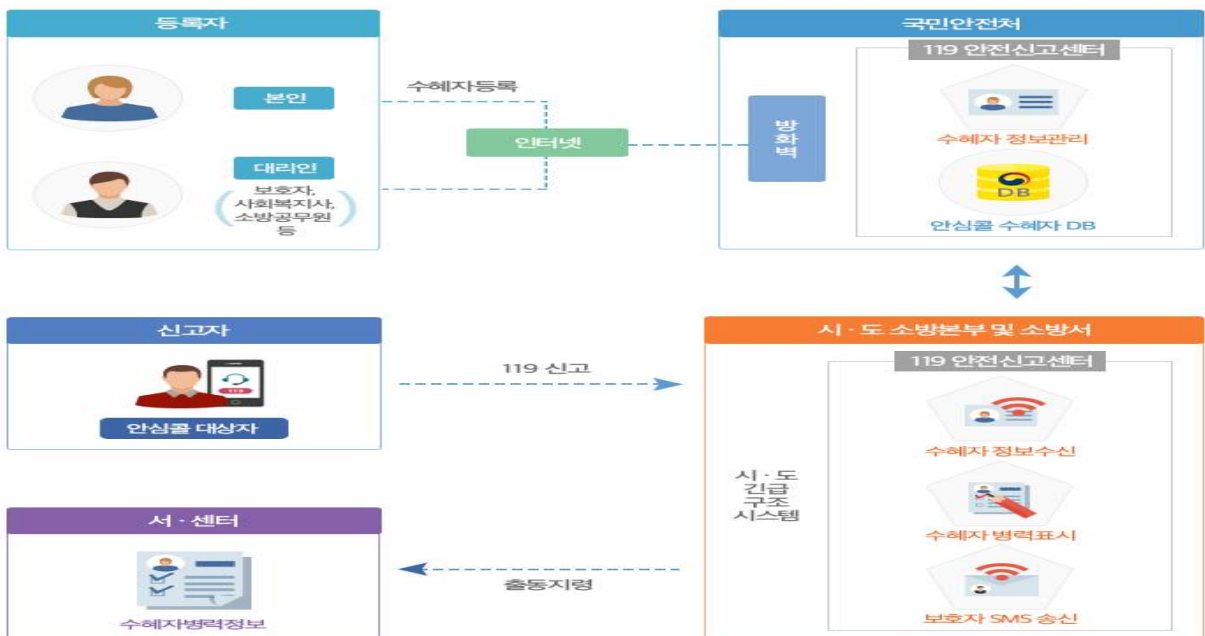 등록자
본인
대리인
보호자,
사회복지사,
소방공무원
등
수혜자등록
인터넷
국민안전처
방
화
벽
119 안전신고센터
수혜자 정보관리
DB
안심콜 수혜자 DB
신고자
안심콜 대상자
119 신고
시 · 도 소방본부 및 소방서
119 안전신고센터
시 · 도
긴급
구조
시스템
수혜자 정보수신
수혜자 병력표시
보호자 SMS 송신
출동지령
서 · 센터
수혜자병력정보